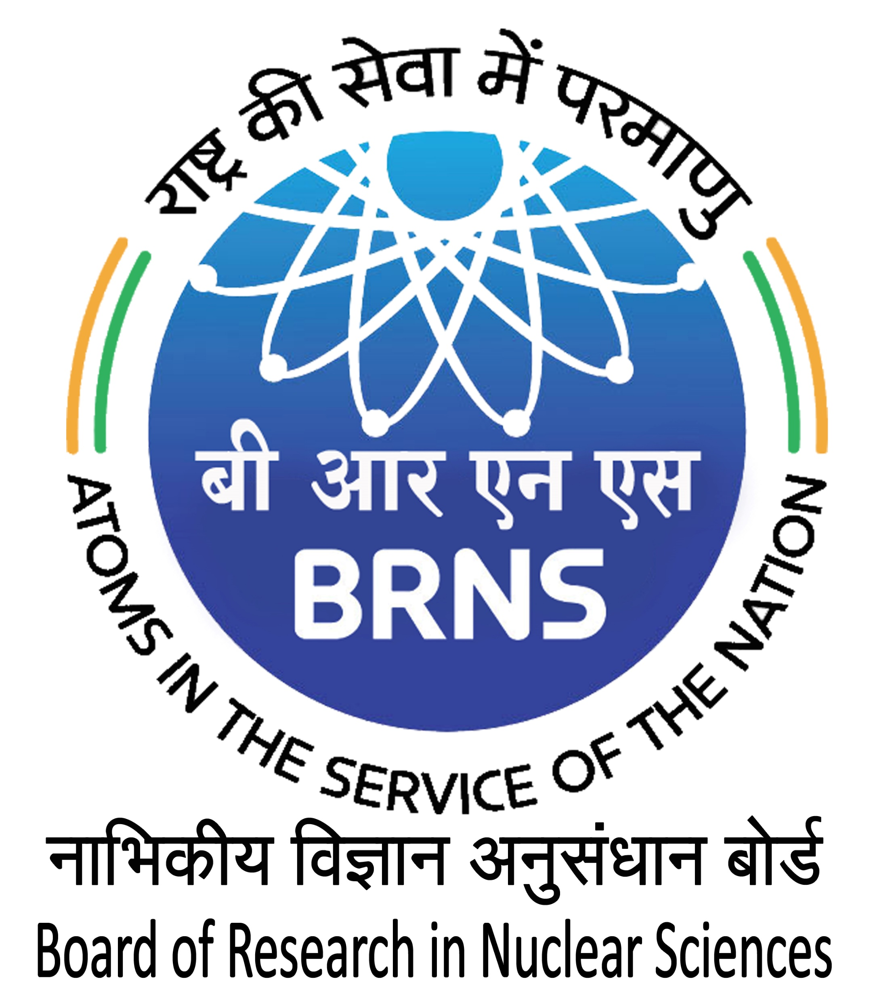 राष्ट्र की सेवा में परमाणु
बी आर एन एस
BRNS
ATOMS IN THE SERVICE OF THE NATION
नाभिकीय विज्ञान अनुसंधान बोर्ड
Board of Research in Nuclear Sciences